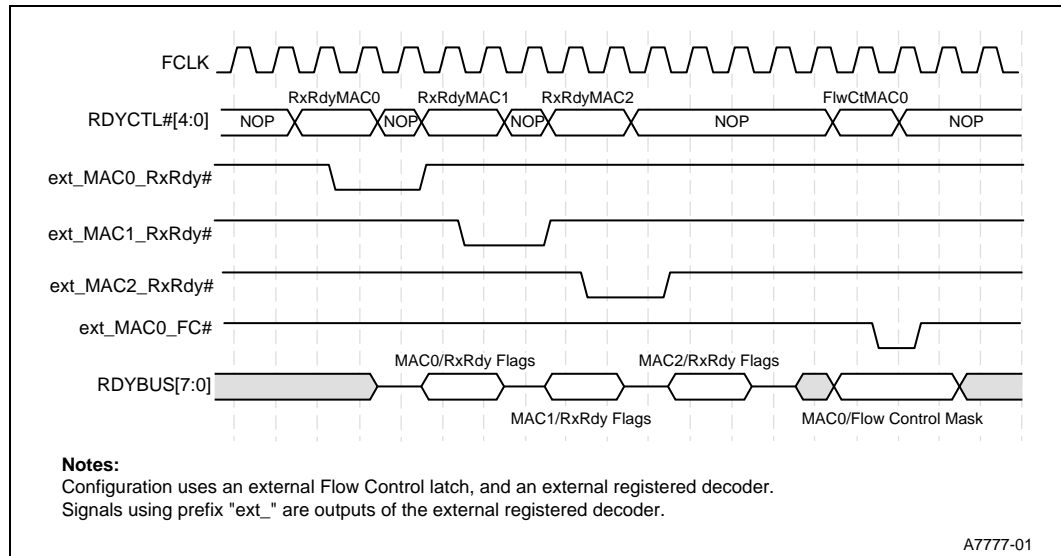 FCLK
RxRdyMAC0 RxRdyMAC1 RxRdyMAC2 FlwCtMAC0
RDYCTL#[4:0] NOP NOP NOP NOP NOP
ext_MAC0_RxRdy#
ext_MAC1_RxRdy#
ext_MAC2_RxRdy#
ext_MAC0_FC#
MAC0/RxRdy Flags MAC2/RxRdy Flags
RDYBUS[7:0]
MAC1/RxRdy Flags MAC0/Flow Control Mask
Notes:
Configuration uses an external Flow Control latch, and an external registered decoder.
Signals using prefix "ext_" are outputs of the external registered decoder.
A7777-01